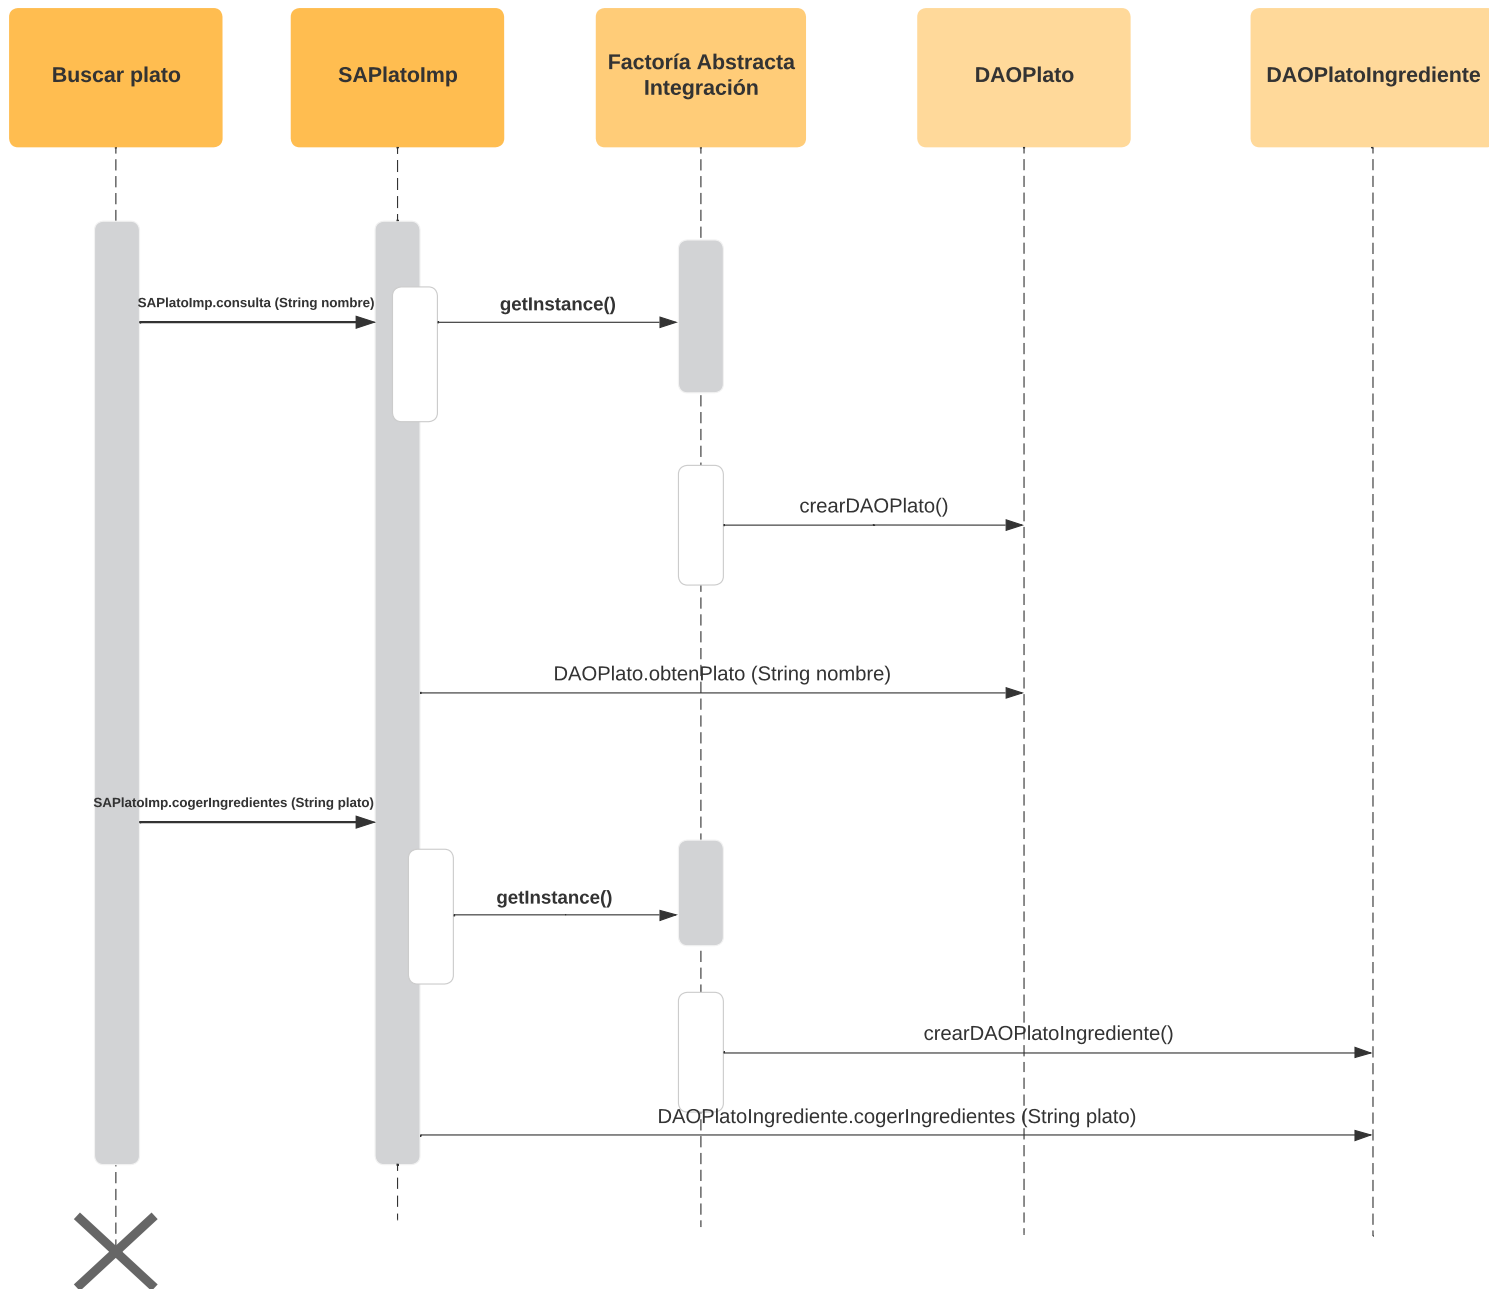 Buscar plato
SAPlatoImp
Factoría Abstracta
Integración
DAOPlato
DAOPlatoIngrediente
SAPlatoImp.consulta (String nombre)
getInstance()
crearDAOPlato()
DAOPlato.obtenPlato (String nombre)
SAPlatoImp.cogerIngredientes (String plato)
getInstance()
crearDAOPlatoIngrediente()
DAOPlatoIngrediente.cogerIngredientes (String plato)